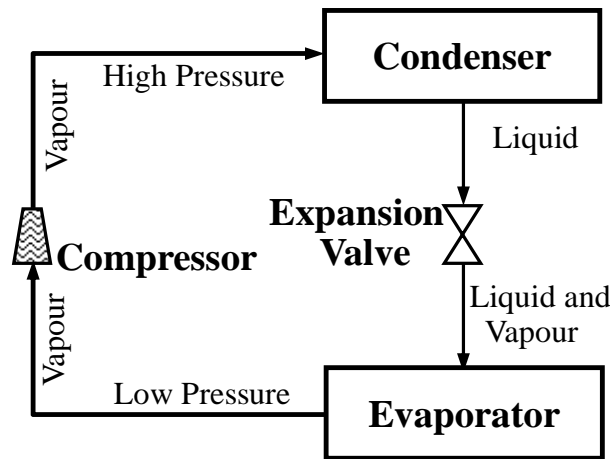 Condenser
High Pressure
Vapour
Liquid
Expansion
Valve
Compressor
Liquid and
Vapour
Vapour
Low Pressure
Evaporator